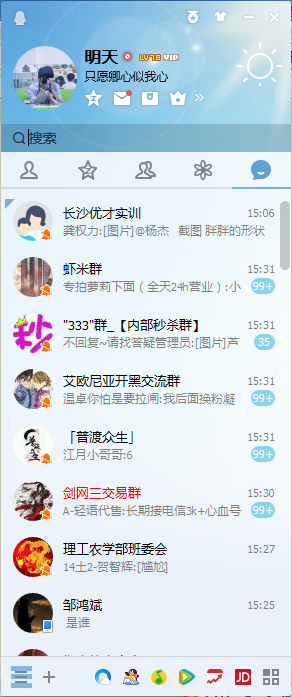 明天 LV78 VIP
只愿卿心似我心
搜索
长沙优才实训 15:06
龚权力:[图片]@杨杰 截图 胖胖的形状
虾米群 15:31
专拍萝莉下面（全天24h营业）:小 99+
"333"群_【内部秒杀群】 15:31
不回复~请找答疑管理员:[图片]芦 35
艾欧尼亚开黑交流群 15:31
温卓你怕是要拉闸:我后面换粉凝 99+
「普渡众生」 15:31
江月小哥哥:6 99+
剑网三交易群 15:30
A-轻语代售:长期接电信3k+心血号 99+
理工农学部班委会 15:27
14土2-贺智辉:[尴尬]
邹鸿斌 15:25
是谁
JD